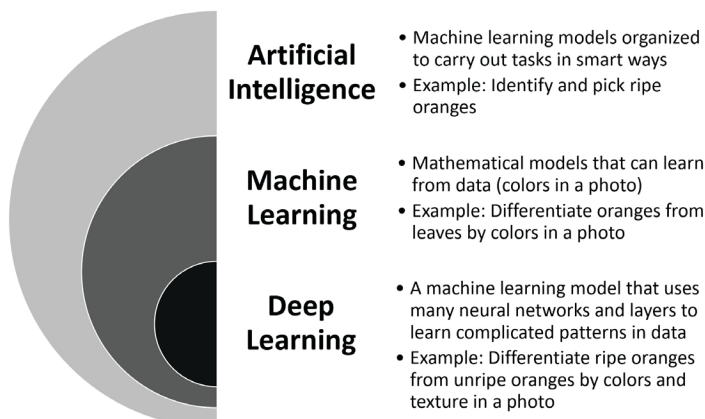 Artificial
Intelligence
• Machine learning models organized
to carry out tasks in smart ways
• Example: Identify and pick ripe
oranges
Machine
Learning
• Mathematical models that can learn
from data (colors in a photo)
• Example: Differentiate oranges from
leaves by colors in a photo
Deep
Learning
• A machine learning model that uses
many neural networks and layers to
learn complicated patterns in data
• Example: Differentiate ripe oranges
from unripe oranges by colors and
texture in a photo